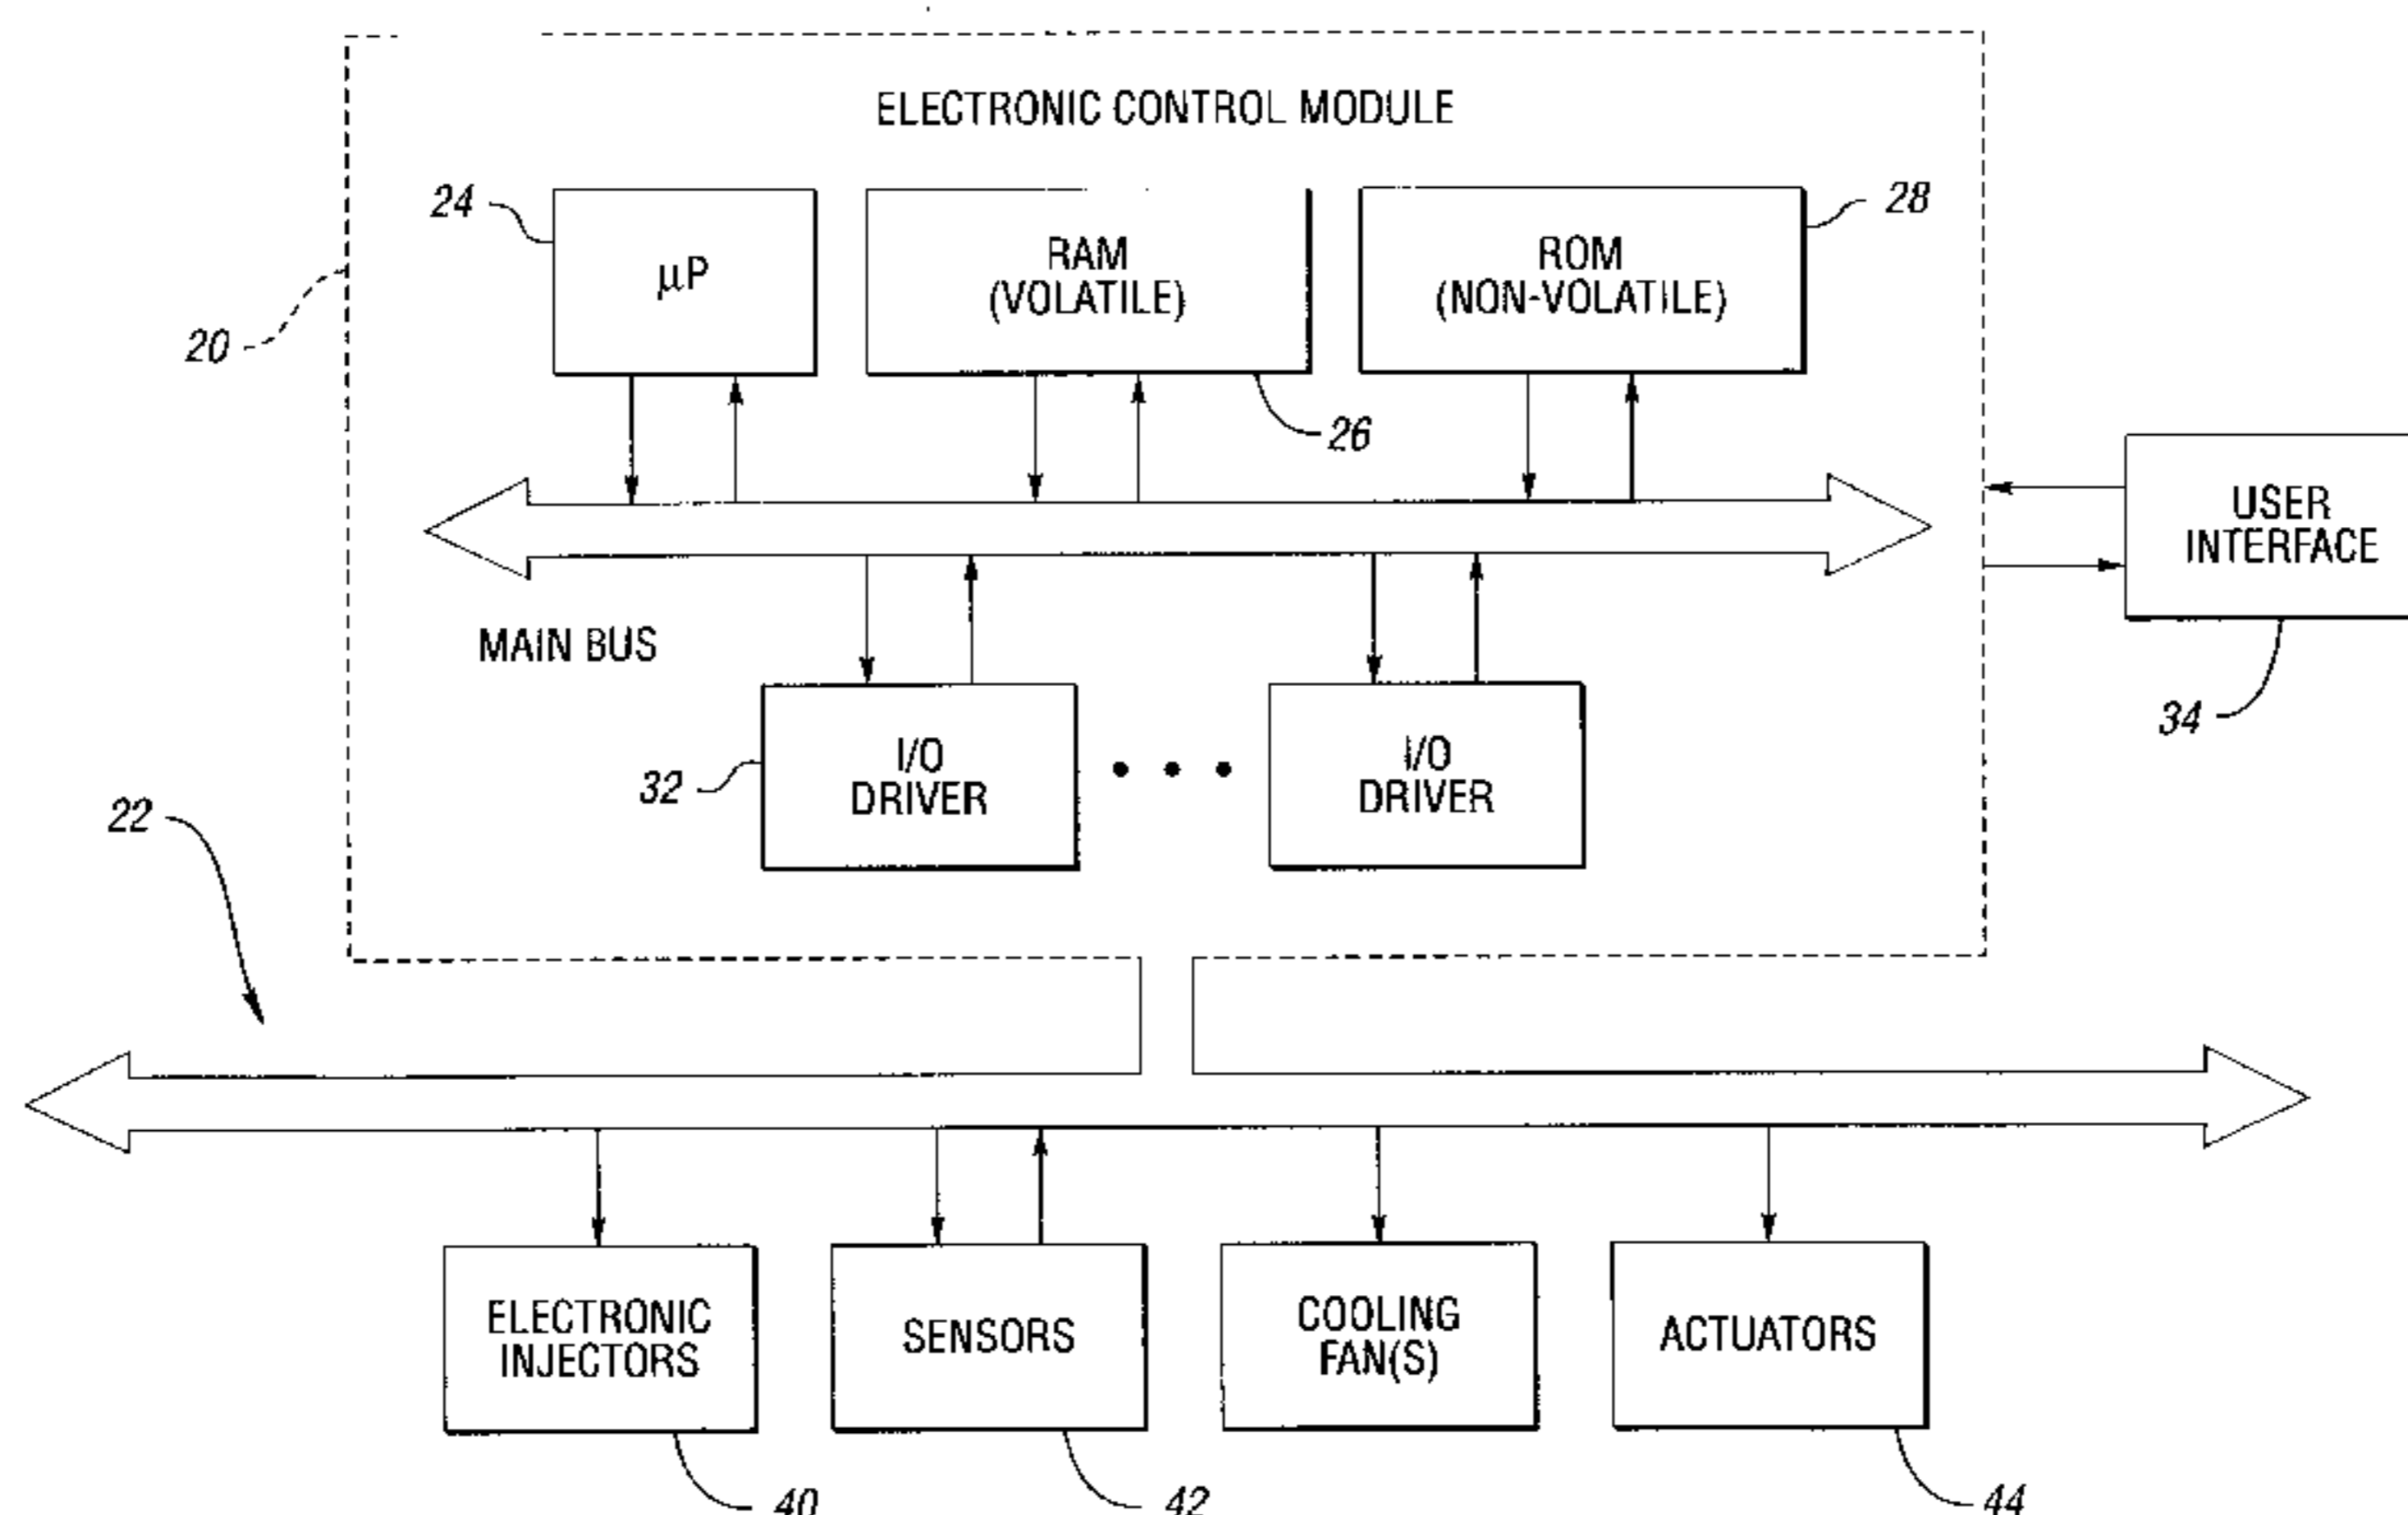 ELECTRONIC CONTROL MODULE
24
28
μP
RAM
(VOLATILE)
ROM
(NON-VOLATILE)
20
26
USER
INTERFACE
MAIN BUS
34
I/O
DRIVER
I/O
DRIVER
32
22
ELECTRONIC
INJECTORS
SENSORS
COOLING
FAN(S)
ACTUATORS
40
42
44